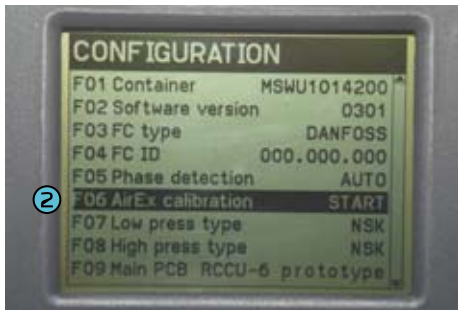 CONFIGURATION
F01 Container MSWU1014200
F02 Software version 0301
F03 FC type DANFOSS
F04 FC ID 000.000.000
F05 Phase detection AUTO
2 F06 AirEx calibration START
F07 Low press type NSK
F08 High press type NSK
F09 Main PCB RCCU-6 prototype